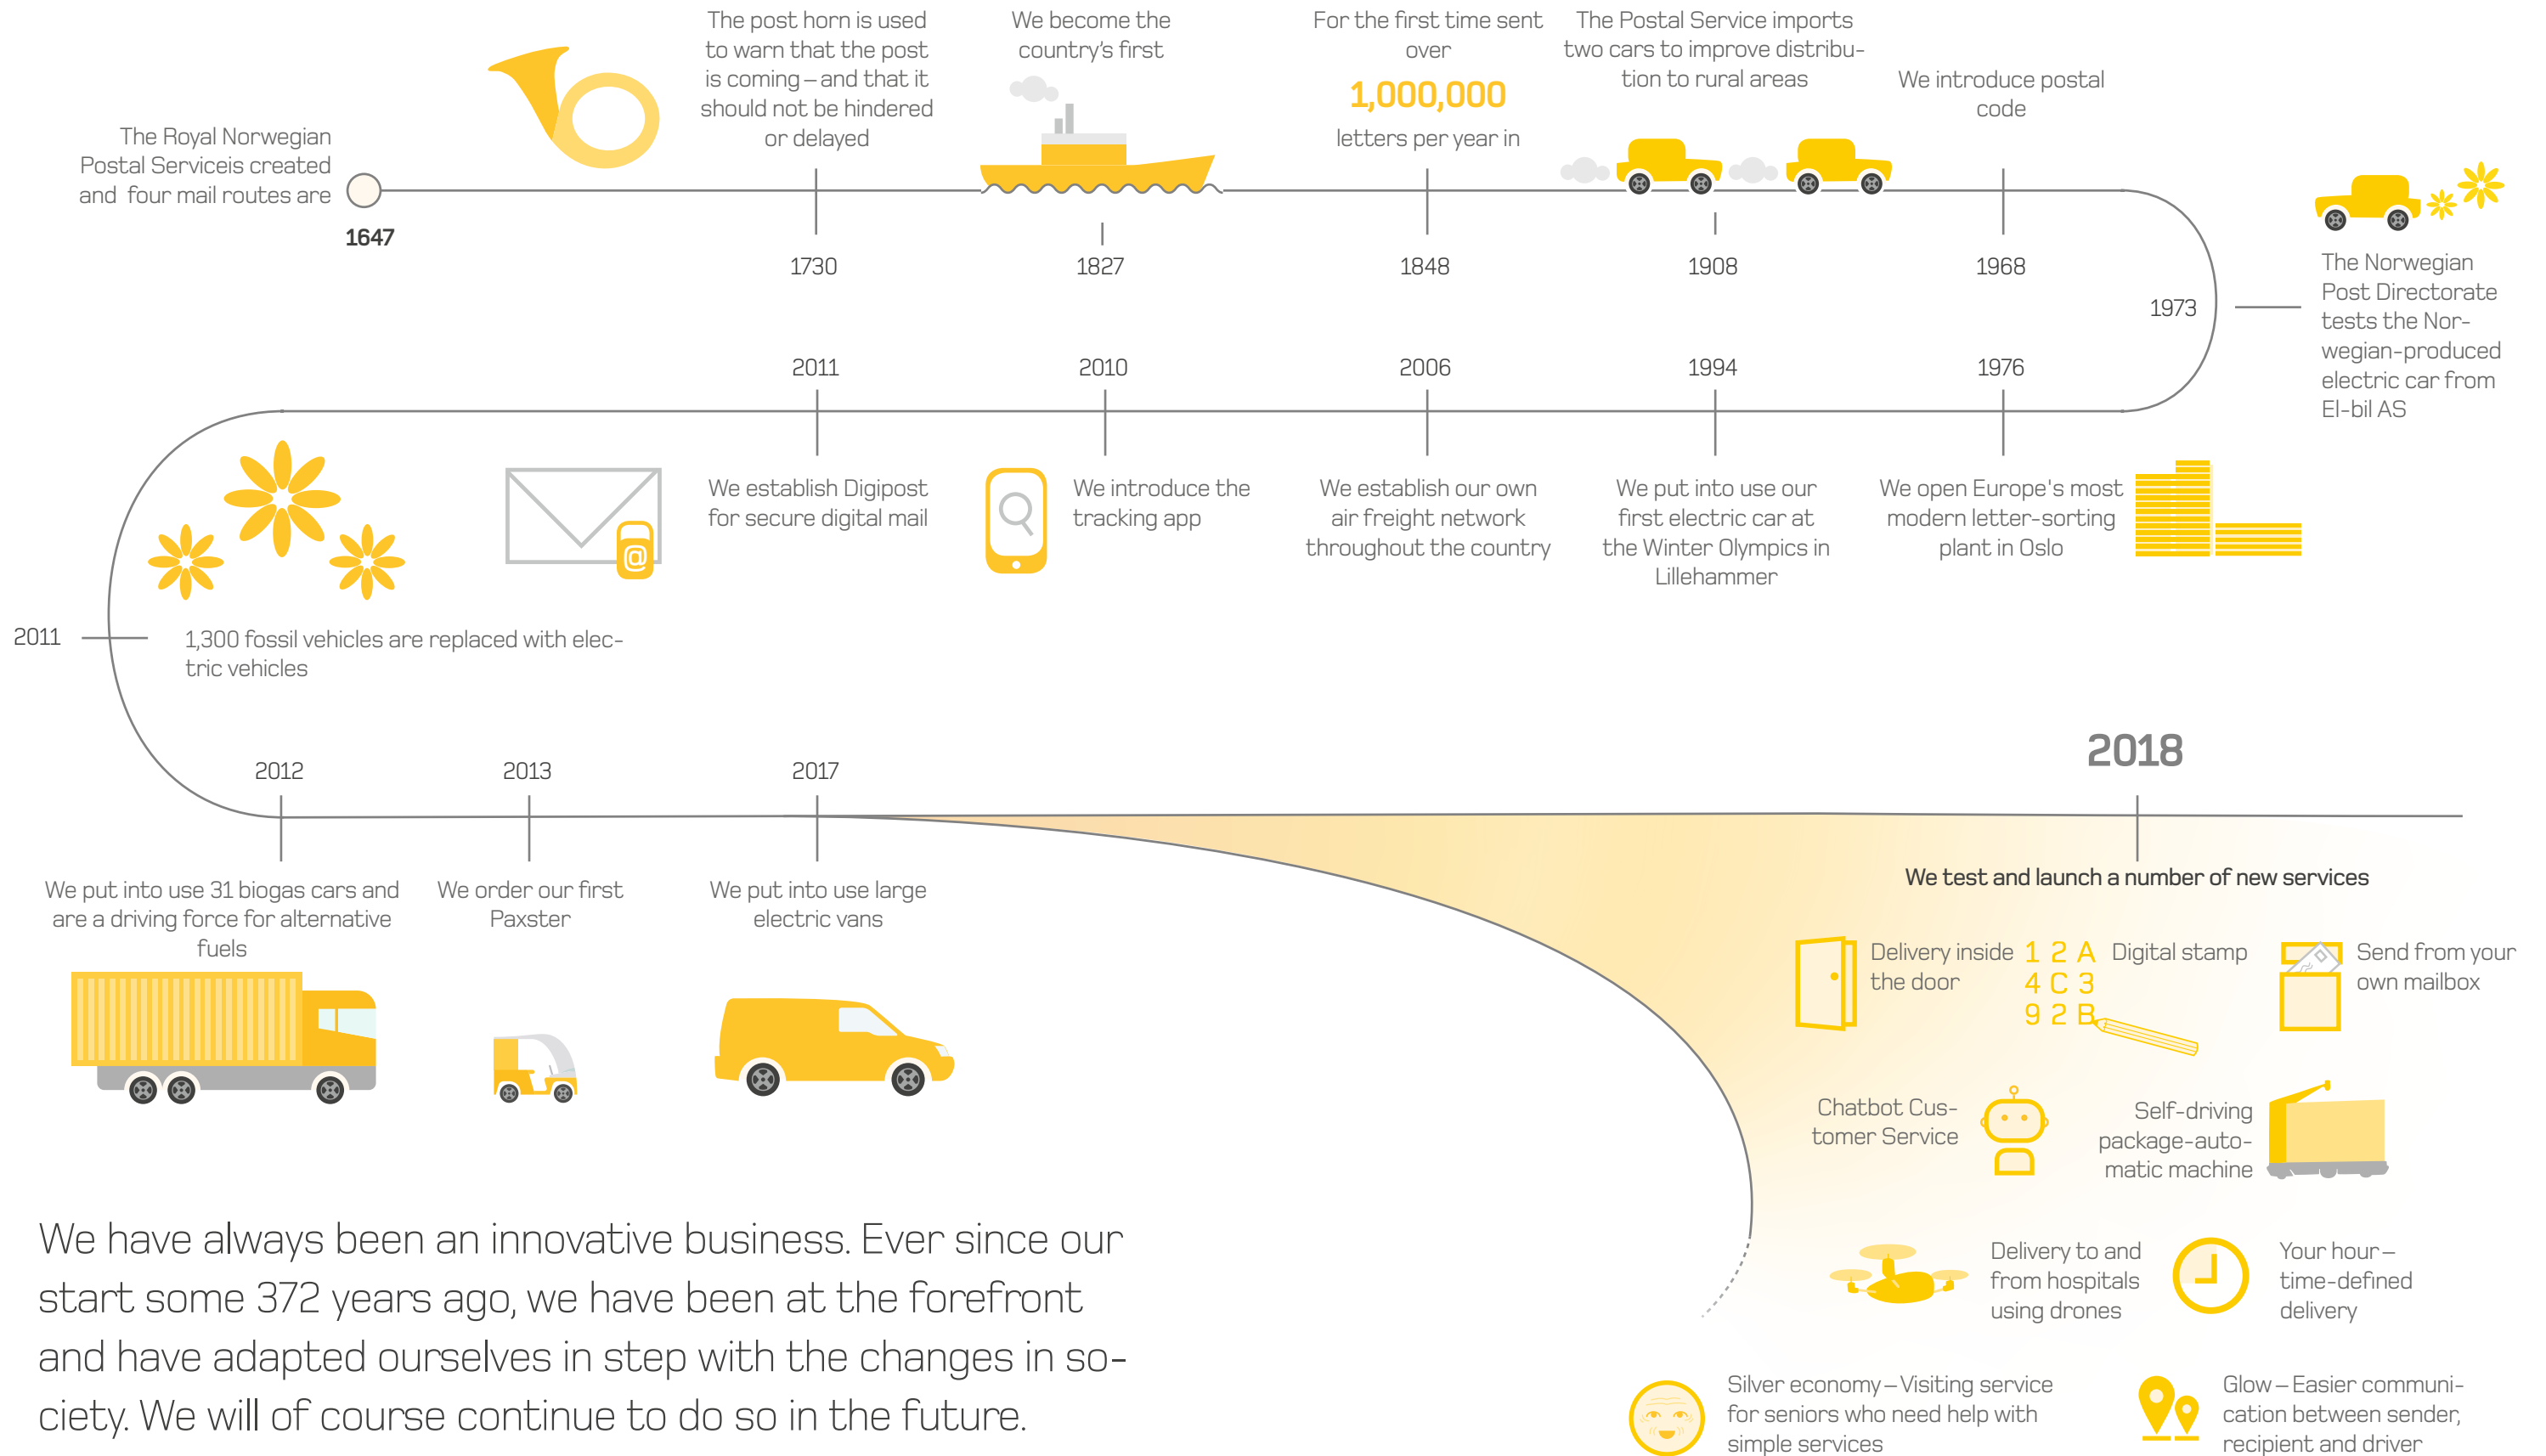 The Royal Norwegian
Postal Serviceis created
and four mail routes are
1647
The post horn is used
to warn that the post
is coming – and that it
should not be hindered
or delayed
1730
We become the
country's first
1827
For the first time sent
over
1,000,000
letters per year in
1848
The Postal Service imports
two cars to improve distribu-
tion to rural areas
1908
We introduce postal
code
1968
1973
The Norwegian
Post Directorate
tests the Nor-
wegian-produced
electric car from
El-bil AS
1976
We open Europe's most
modern letter-sorting
plant in Oslo
1994
We put into use our
first electric car at
the Winter Olympics in
Lillehammer
2006
We establish our own
air freight network
throughout the country
2010
We introduce the
tracking app
2011
We establish Digipost
for secure digital mail
@
2011
1,300 fossil vehicles are replaced with elec-
tric vehicles
2012
We put into use 31 biogas cars and
are a driving force for alternative
fuels
2013
We order our first
Paxster
2017
We put into use large
electric vans
2018
We test and launch a number of new services
Delivery inside
the door
1 2 A
4 C 3
9 2 B
Digital stamp
Send from your
own mailbox
Chatbot Cus-
tomer Service
Self-driving
package-auto-
matic machine
Delivery to and
from hospitals
using drones
Your hour –
time-defined
delivery
Silver economy – Visiting service
for seniors who need help with
simple services
Glow – Easier communi-
cation between sender,
recipient and driver
We have always been an innovative business. Ever since our
start some 372 years ago, we have been at the forefront
and have adapted ourselves in step with the changes in so-
ciety. We will of course continue to do so in the future.